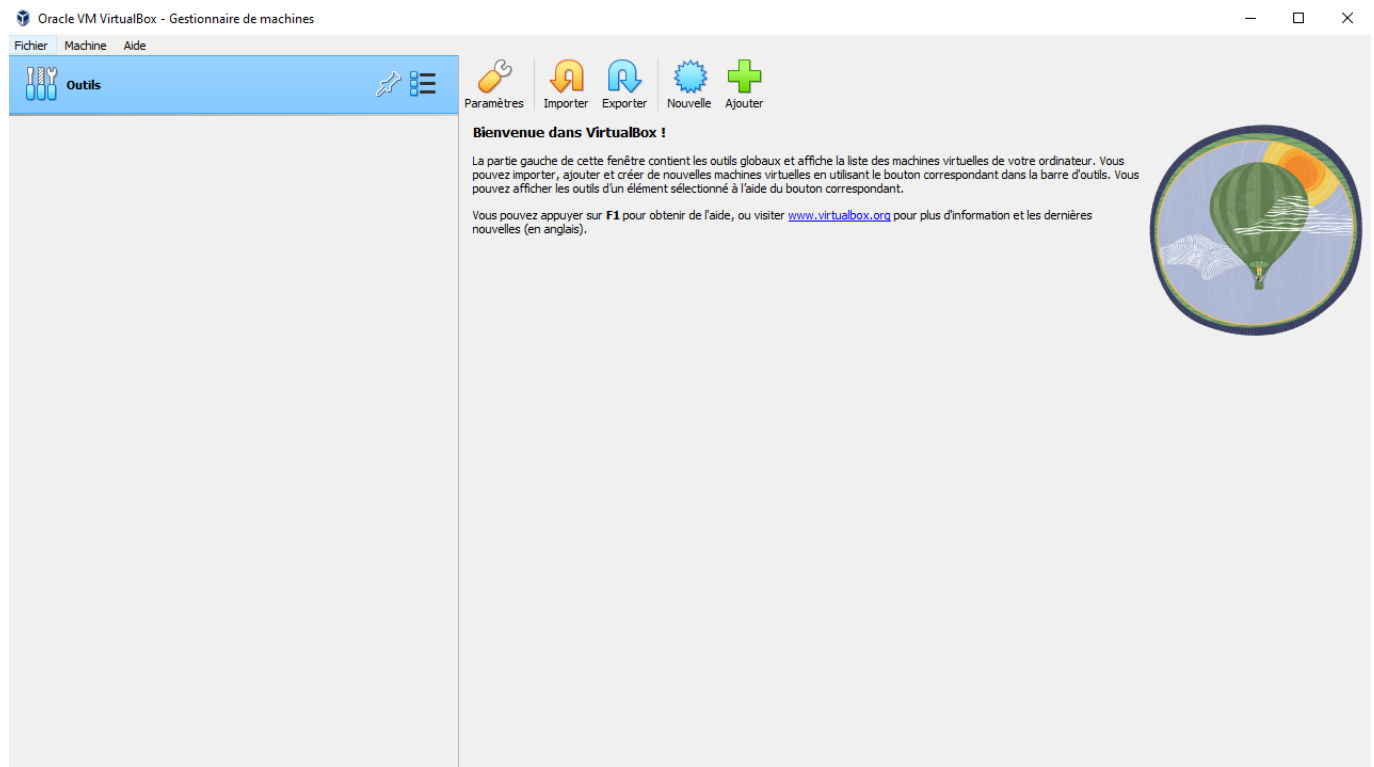 Oracle VM VirtualBox - Gestionnaire de machines
Fichier Machine Aide
Outils
Paramètres Importer Exporter Nouvelle Ajouter
Bienvenue dans VirtualBox !
La partie gauche de cette fenêtre contient les outils globaux et affiche la liste des machines virtuelles de votre ordinateur. Vous
pouvez importer, ajouter et créer de nouvelles machines virtuelles en utilisant le bouton correspondant dans la barre d'outils. Vous
pouvez afficher les outils d'un élément sélectionné à l'aide du bouton correspondant.
Vous pouvez appuyer sur F1 pour obtenir de l'aide, ou visiter www.virtualbox.org pour plus d'information et les dernières
nouvelles (en anglais).